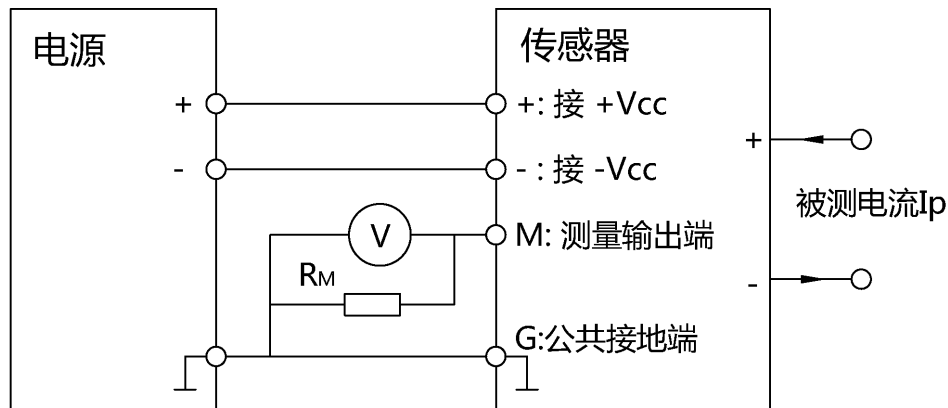 电源
传感器
+
+: 接 +Vcc
+
-
- : 接 -Vcc
被测电流Ip
V
M: 测量输出端
RM
-
G:公共接地端